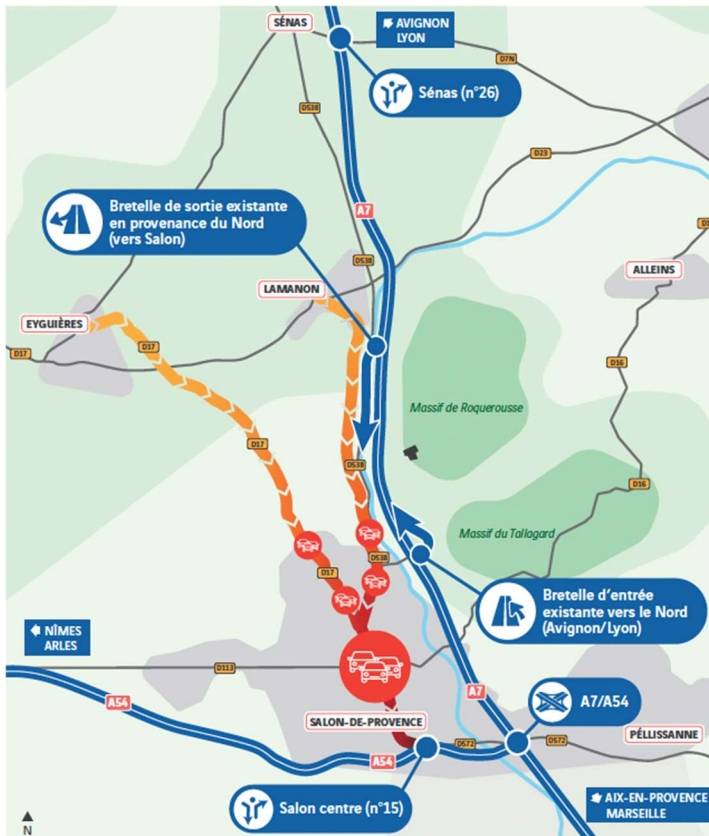 SÉNAS
AVIGNON
LYON
D7N
Sénas (n°26)
D538
D23
A7
Bretelle de sortie existante
en provenance du Nord
(vers Salon)
D538
ALLEINS
LAMANON
EYGUIÈRES
D17
D17
D16
Massif de Roquerousse
D17
D538
D16
Massif du Tallagard
D538
D17
Bretelle d'entrée
existante vers le Nord
(Avignon/Lyon)
NÎMES
ARLES
D113
A7
A54
A7/A54
SALON-DE-PROVENCE
D572
D572
PÉLLISSANNE
A54
Salon centre (n°15)
AIX-EN-PROVENCE
MARSEILLE
N